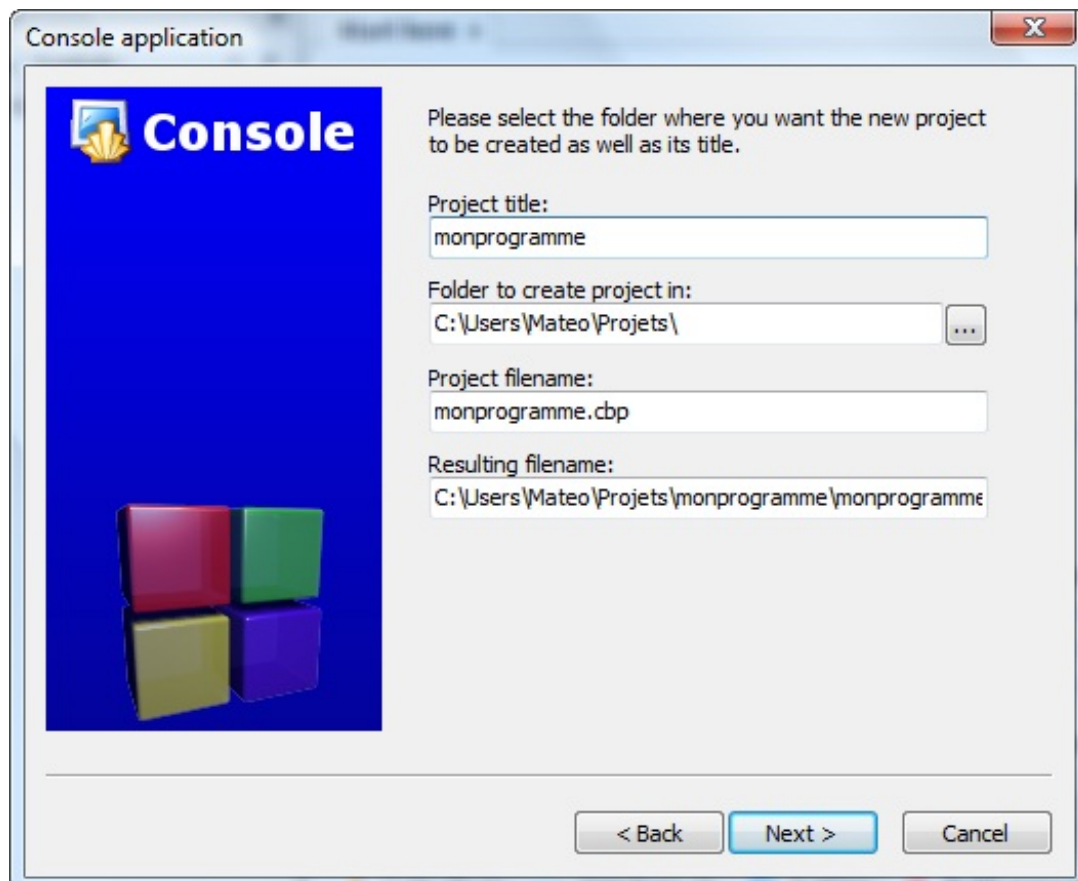 Console application
Console
Please select the folder where you want the new project
to be created as well as its title.
Project title:
monprogramme
Folder to create project in:
C:\Users\Mateo\Projets\
...
Project filename:
monprogramme.cbp
Resulting filename:
C:\Users\Mateo\Projets\monprogramme\monprogramme
< Back
Next >
Cancel